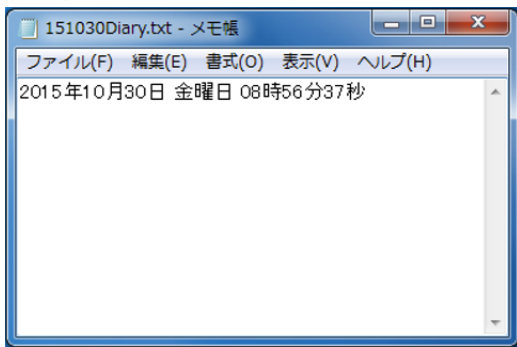 151030Diary.txt - メモ帳
ファイル(F) 編集(E) 書式(O) 表示(V) ヘルプ(H)
2015年10月30日 金曜日 08時56分37秒